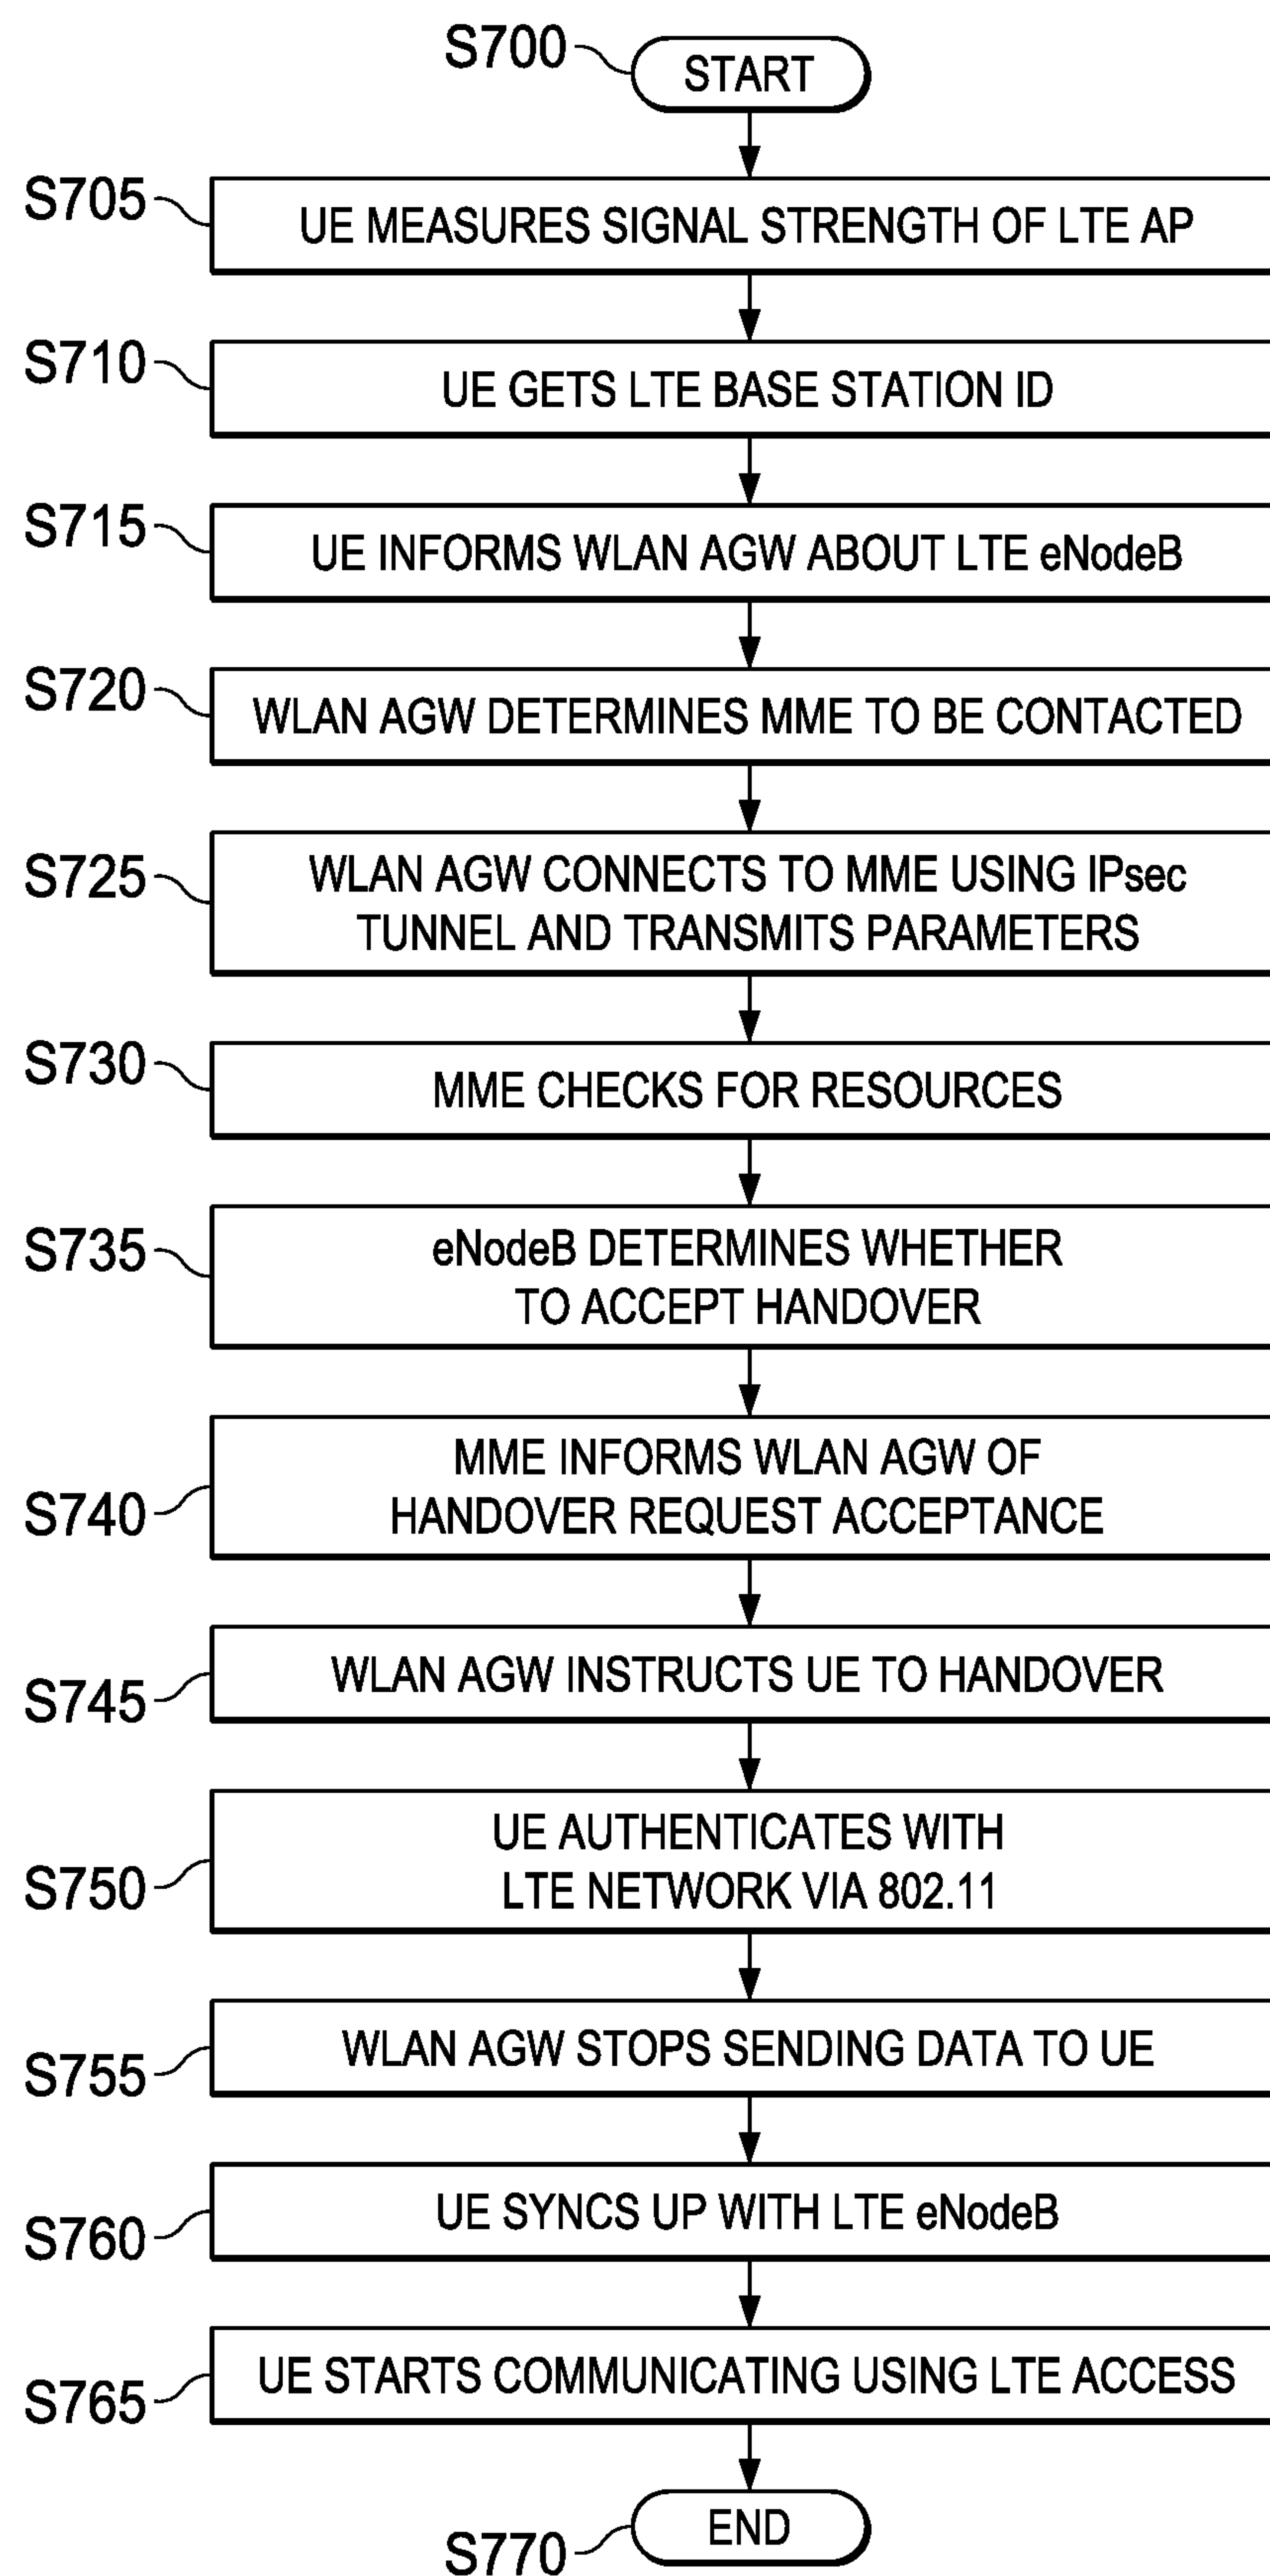 S700
START
S705
UE MEASURES SIGNAL STRENGTH OF LTE AP
S710
UE GETS LTE BASE STATION ID
S715
UE INFORMS WLAN AGW ABOUT LTE eNodeB
S720
WLAN AGW DETERMINES MME TO BE CONTACTED
S725
WLAN AGW CONNECTS TO MME USING IPsec
TUNNEL AND TRANSMITS PARAMETERS
S730
MME CHECKS FOR RESOURCES
S735
eNodeB DETERMINES WHETHER
TO ACCEPT HANDOVER
S740
MME INFORMS WLAN AGW OF
HANDOVER REQUEST ACCEPTANCE
S745
WLAN AGW INSTRUCTS UE TO HANDOVER
S750
UE AUTHENTICATES WITH
LTE NETWORK VIA 802.11
S755
WLAN AGW STOPS SENDING DATA TO UE
S760
UE SYNCS UP WITH LTE eNodeB
S765
UE STARTS COMMUNICATING USING LTE ACCESS
S770
END